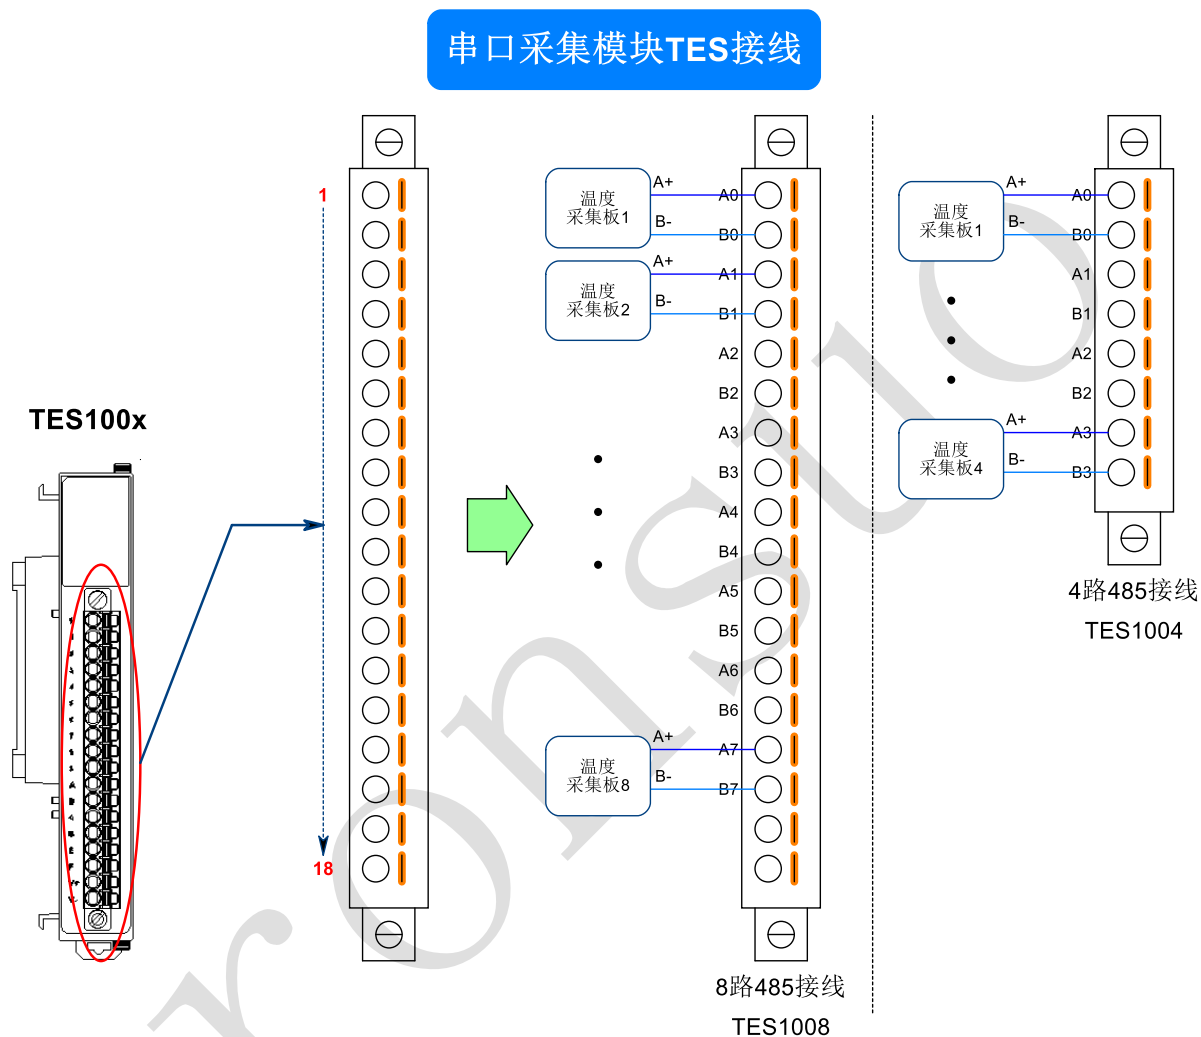 串口采集模块TES接线
TES100x
1
18
温度
采集板1
A+
B-
温度
采集板2
A+
B-
温度
采集板8
A+
B-
A0
B0
A1
B1
A2
B2
A3
B3
A4
B4
A5
B5
A6
B6
A7
B7
8路485接线
TES1008
温度
采集板1
A+
B-
温度
采集板4
A+
B-
A0
B0
A1
B1
A2
B2
A3
B3
4路485接线
TES1004
ronsuo